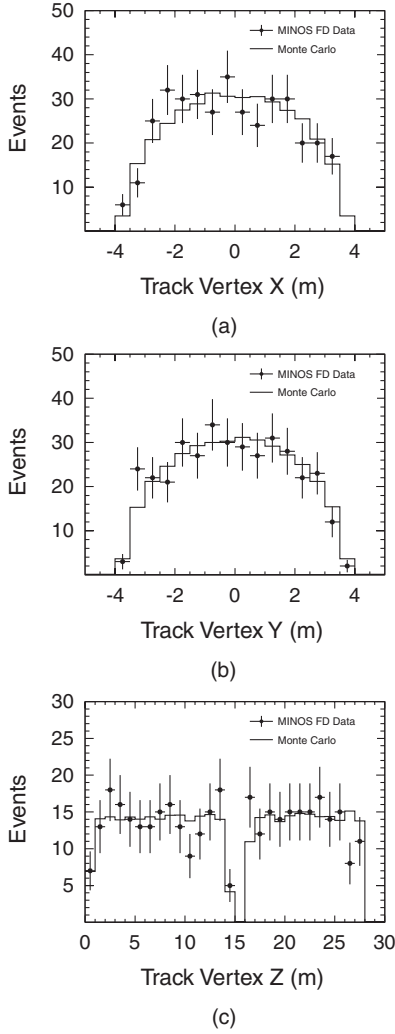 50
40
30
20
10
Events
MINOS FD Data
Monte Carlo
-4 -2 0 2 4
Track Vertex X (m)
(a)
50
40
30
20
10
Events
MINOS FD Data
Monte Carlo
-4 -2 0 2 4
Track Vertex Y (m)
(b)
30
25
20
15
10
5
Events
MINOS FD Data
Monte Carlo
0 5 10 15 20 25 30
Track Vertex Z (m)
(c)